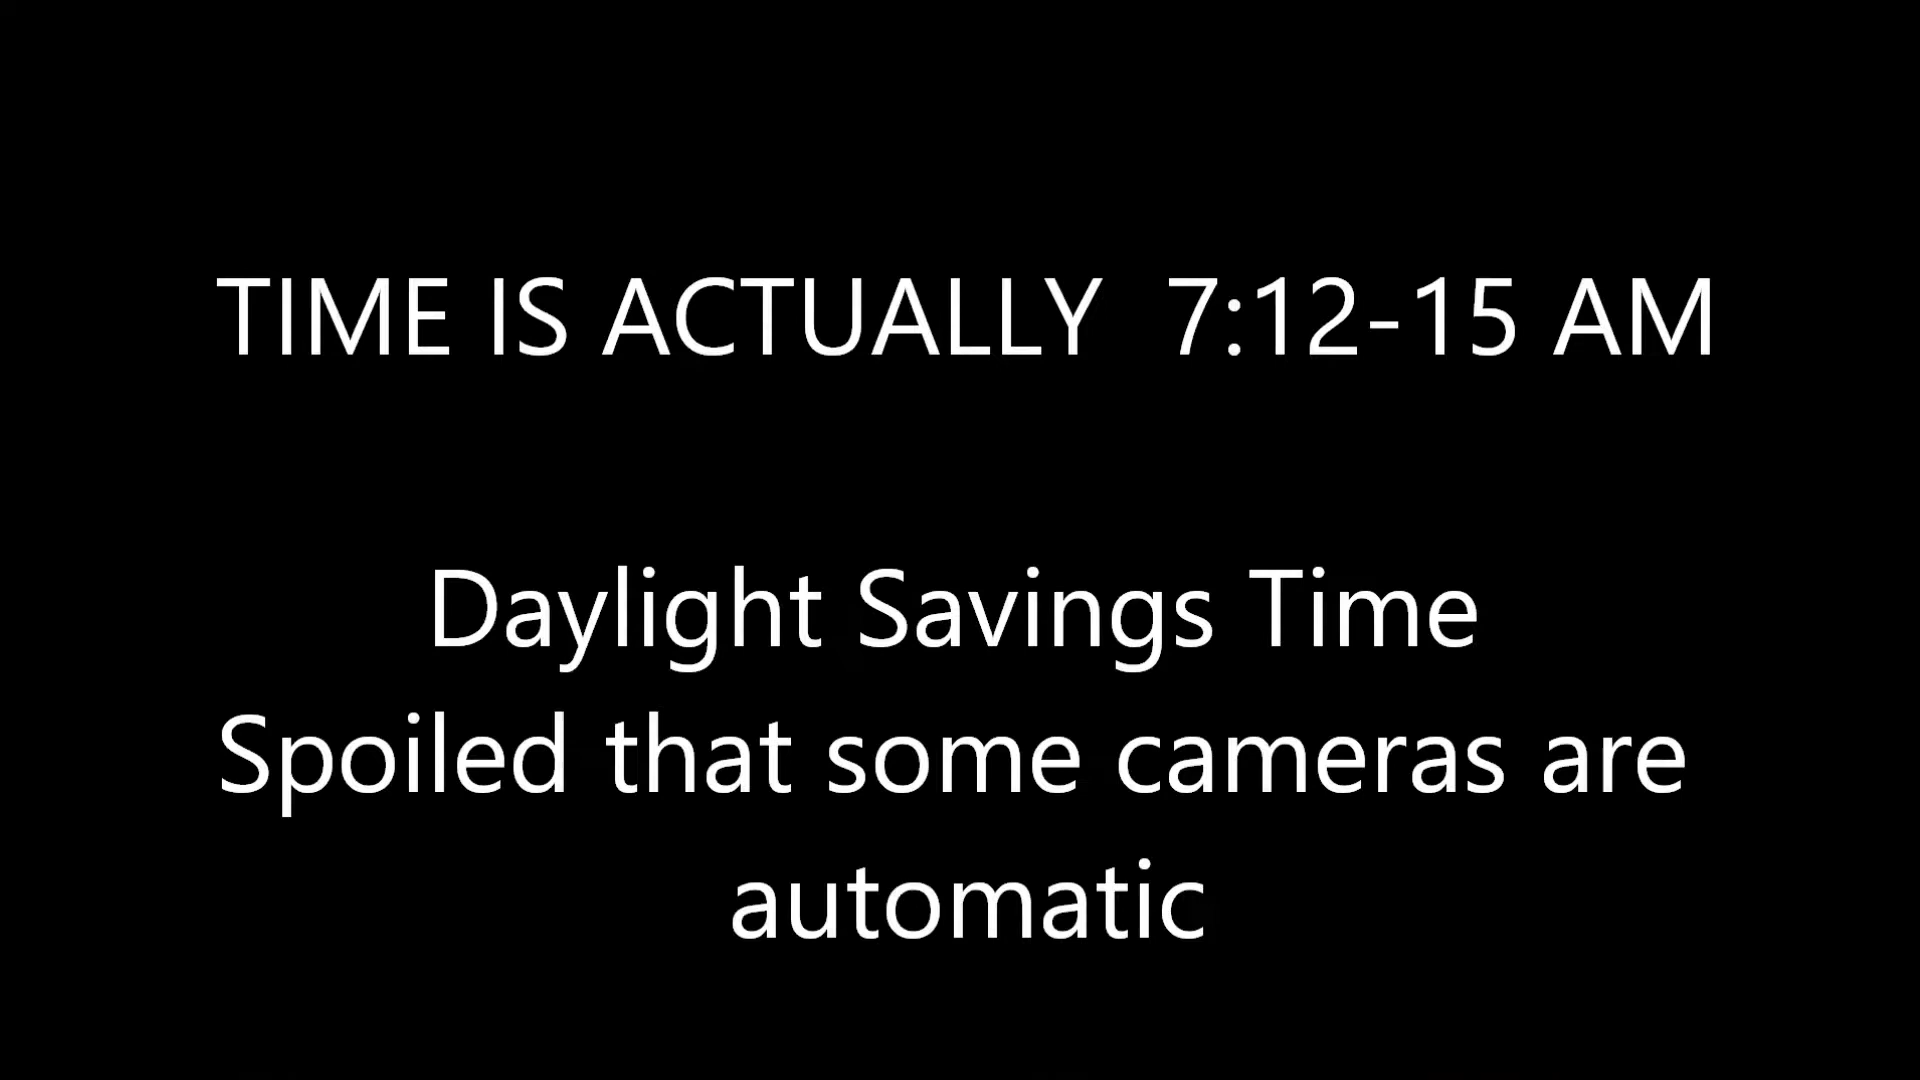 TIME IS ACTUALLY  7:12-15 AM
Daylight Savings Time
Spoiled that some cameras are
automatic